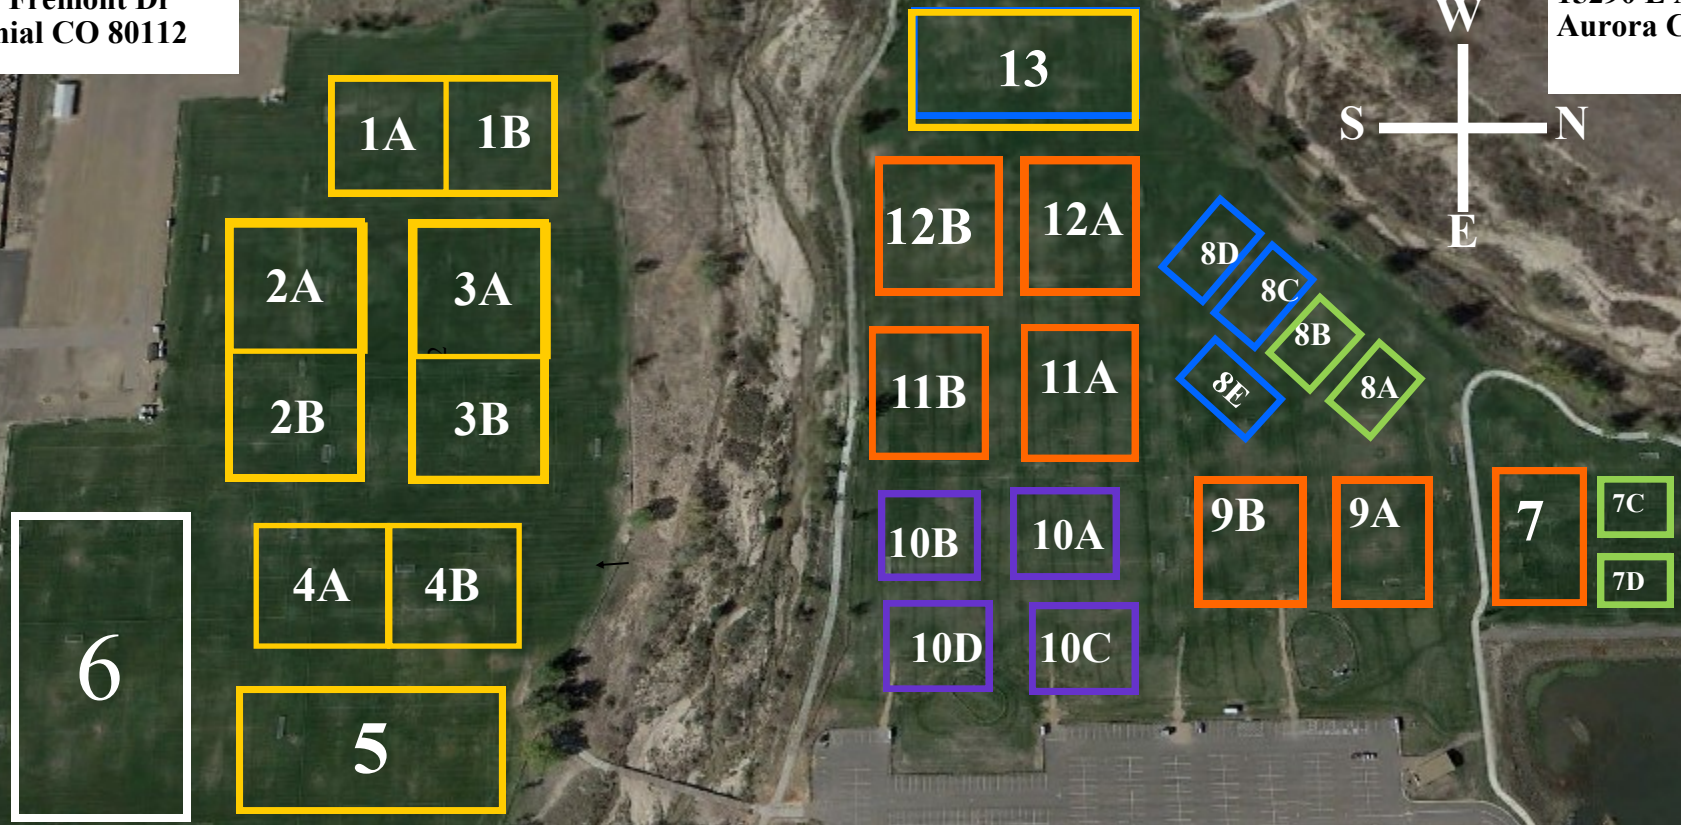 Fremont Dr
nial CO 80112
Aurora C
W
S
N
E
13
1A
1B
12B
12A
2A
3A
8D
8C
8B
8A
8E
11B
11A
2B
3B
9B
9A
7
7C
7D
10B
10A
4A
4B
10D
10C
6
5